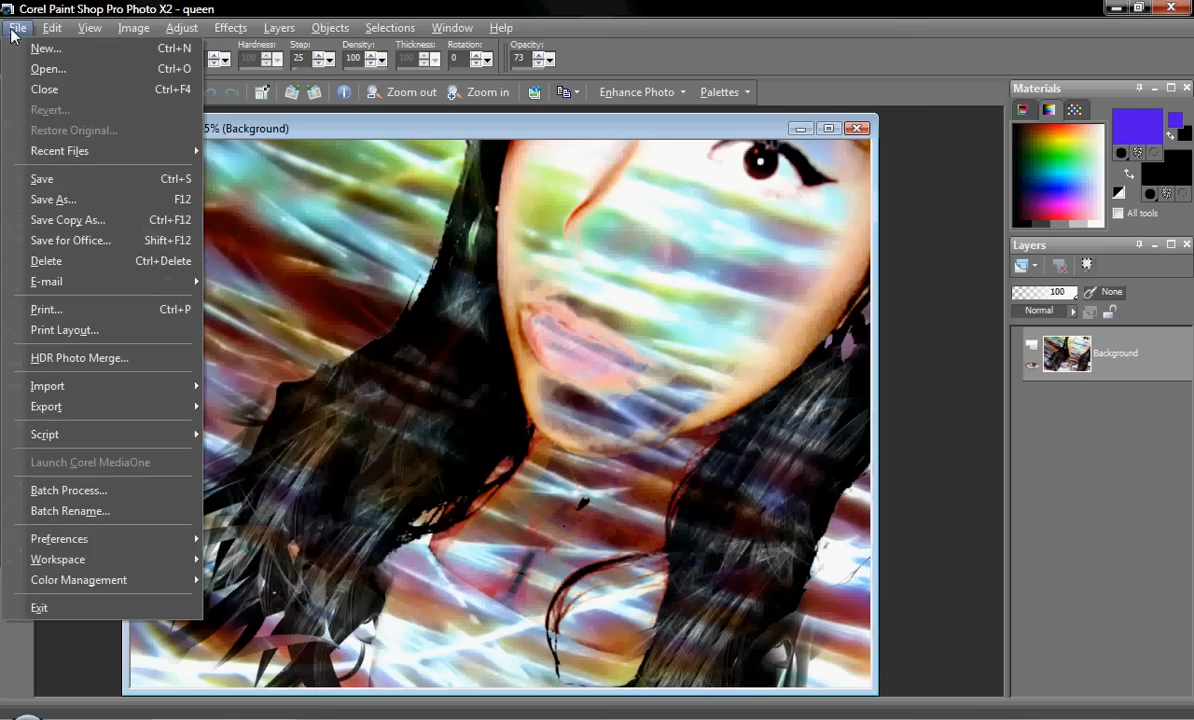 Corel Paint Shop Pro Photo X2 - queen
File Edit View Image Adjust Effects Layers Objects Selections Window Help
Hardness: Step: Density: Thickness: Rotation: Opacity:
100 25 100 100 0 73
Zoom out Zoom in Enhance Photo Palettes
New... Ctrl+N
Open... Ctrl+O
Close Ctrl+F4
Revert...
Restore Original...
Recent Files
Save Ctrl+S
Save As... F12
Save Copy As... Ctrl+F12
Save for Office... Shift+F12
Delete Ctrl+Delete
E-mail
Print... Ctrl+P
Print Layout...
HDR Photo Merge...
Import
Export
Script
Launch Corel MediaOne
Batch Process...
Batch Rename...
Preferences
Workspace
Color Management
Exit
5% (Background)
Materials
All tools
Layers
100 None
Normal
Background